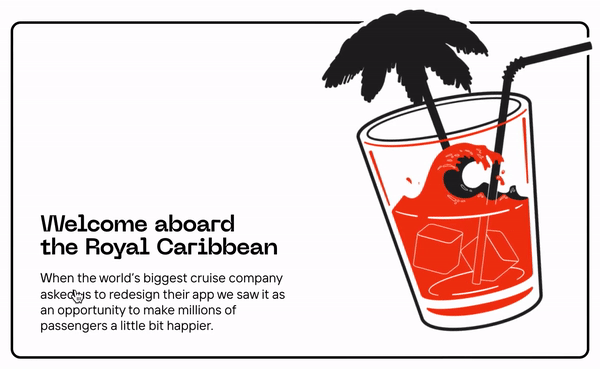 Welcome aboard
the Royal Caribbean
When the world's biggest cruise company
asked us to redesign their app we saw it as
an opportunity to make millions of
passengers a little bit happier.